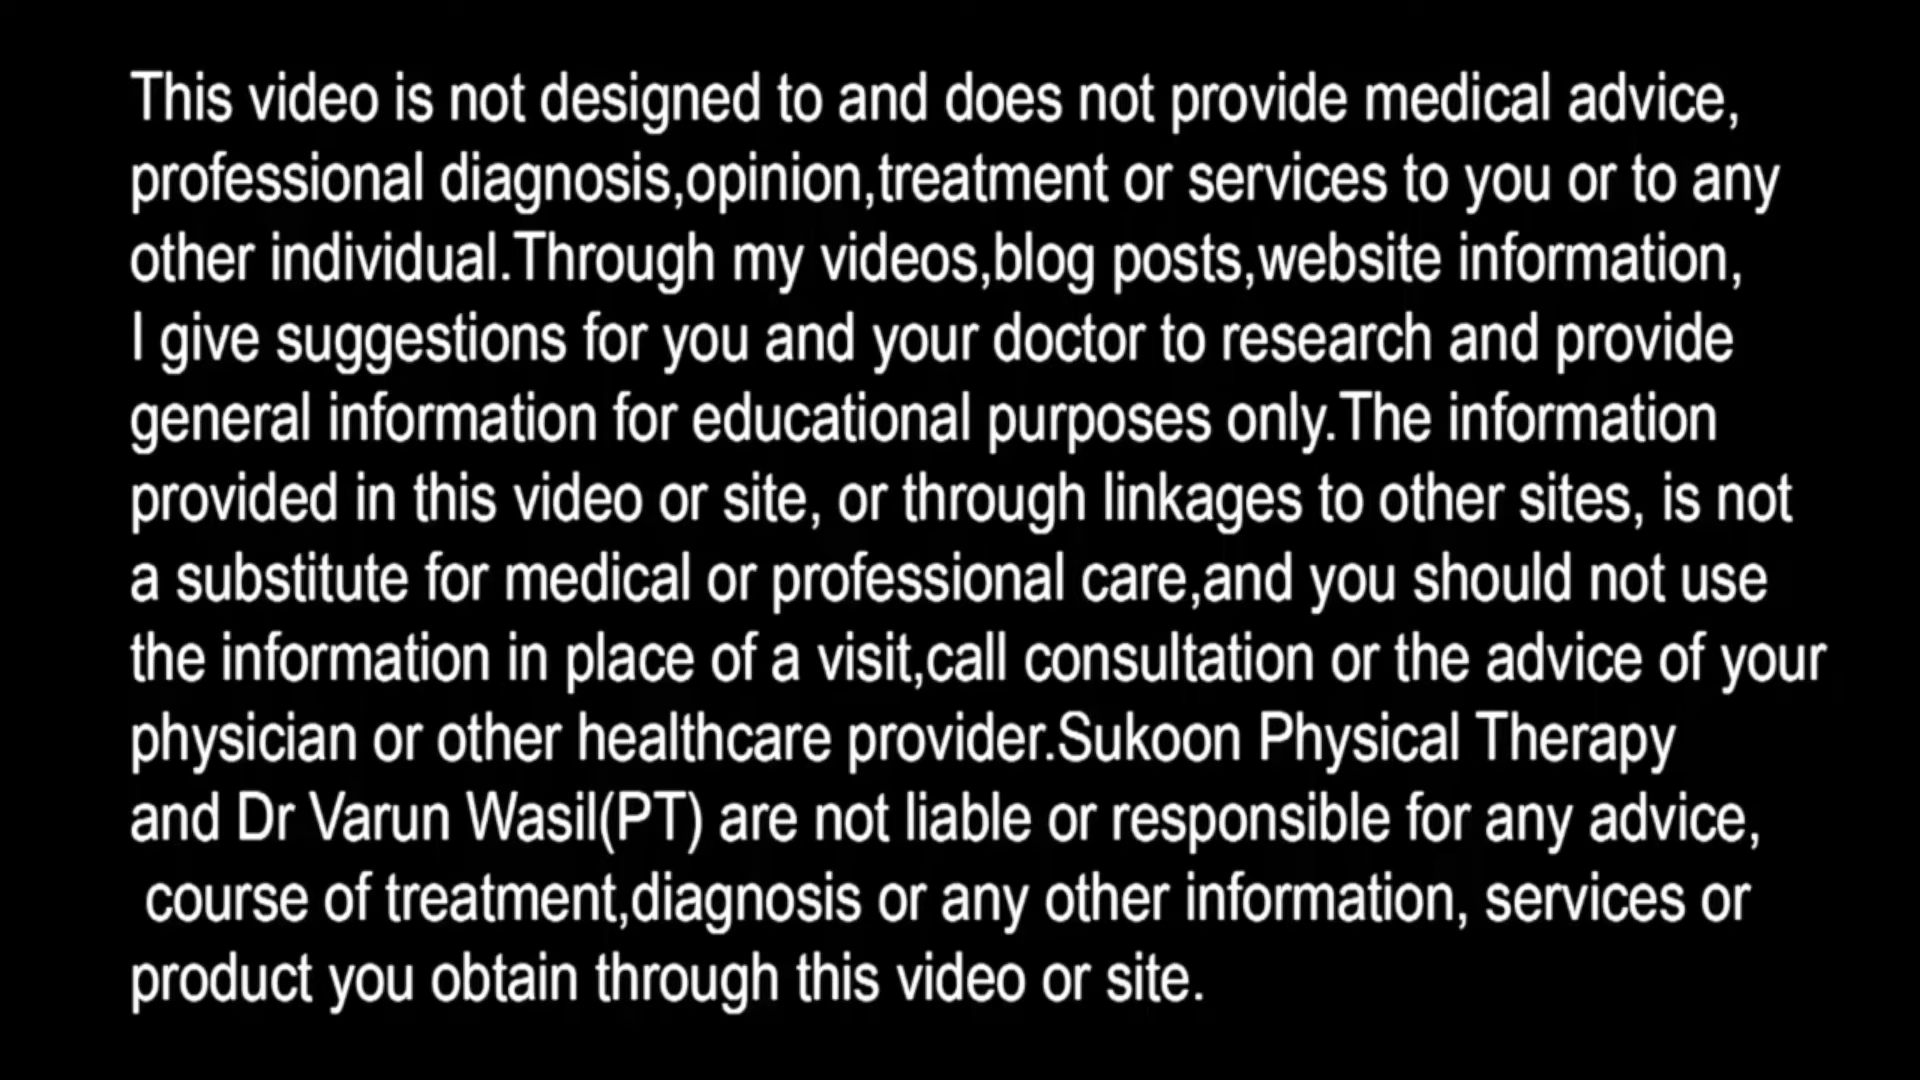 This video is not designed to and does not provide medical advice,
professional diagnosis,opinion,treatment or services to you or to any
other individual.Through my videos,blog posts,website information,
I give suggestions for you and your doctor to research and provide
general information for educational purposes only.The information
provided in this video or site, or through linkages to other sites, is not
a substitute for medical or professional care,and you should not use
the information in place of a visit,call consultation or the advice of your
physician or other healthcare provider.Sukoon Physical Therapy
and Dr Varun Wasil(PT) are not liable or responsible for any advice,
course of treatment,diagnosis or any other information, services or
product you obtain through this video or site.